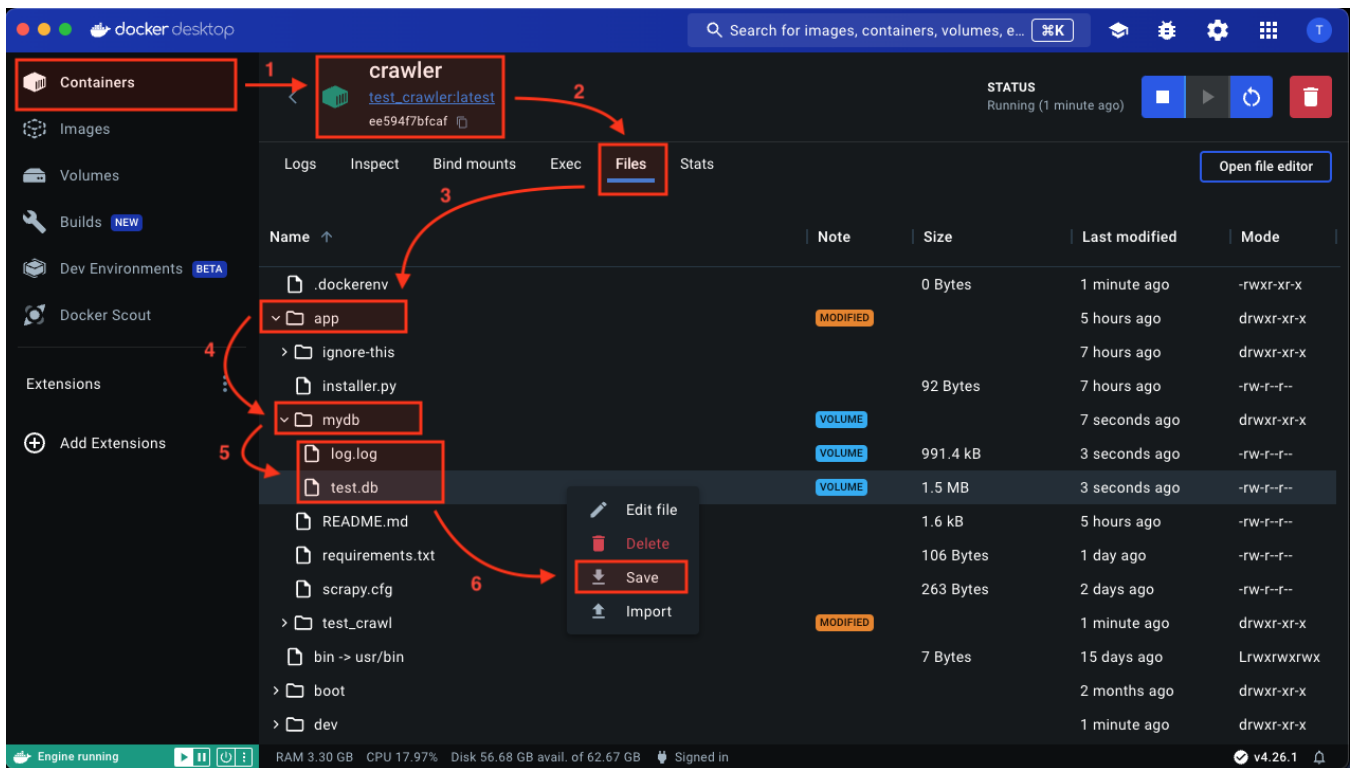 docker desktop
Search for images, containers, volumes, e... ⌘K
T
Containers
Images
Volumes
Builds NEW
Dev Environments BETA
Docker Scout
Extensions
Add Extensions
1
crawler
test_crawler:latest
ee594f7bfcaf
2
STATUS
Running (1 minute ago)
Logs Inspect Bind mounts Exec Files Stats
Open file editor
3
Name Note Size Last modified Mode
.dockerenv 0 Bytes 1 minute ago -rwxr-xr-x
app MODIFIED 5 hours ago drwxr-xr-x
4
ignore-this 7 hours ago drwxr-xr-x
installer.py 92 Bytes 7 hours ago -rw-r--r--
mydb VOLUME 7 seconds ago drwxr-xr-x
5
log.log VOLUME 991.4 kB 3 seconds ago -rw-r--r--
test.db VOLUME 1.5 MB 3 seconds ago -rw-r--r--
README.md 1.6 kB 5 hours ago -rw-r--r--
requirements.txt 106 Bytes 1 day ago -rw-r--r--
scrapy.cfg 263 Bytes 2 days ago -rw-r--r--
test_crawl MODIFIED 1 minute ago drwxr-xr-x
bin -> usr/bin 7 Bytes 15 days ago Lrwxrwxrwx
boot 2 months ago drwxr-xr-x
dev 1 minute ago drwxr-xr-x
Edit file
Delete
6
Save
Import
Engine running
RAM 3.30 GB CPU 17.97% Disk 56.68 GB avail. of 62.67 GB Signed in
v4.26.1